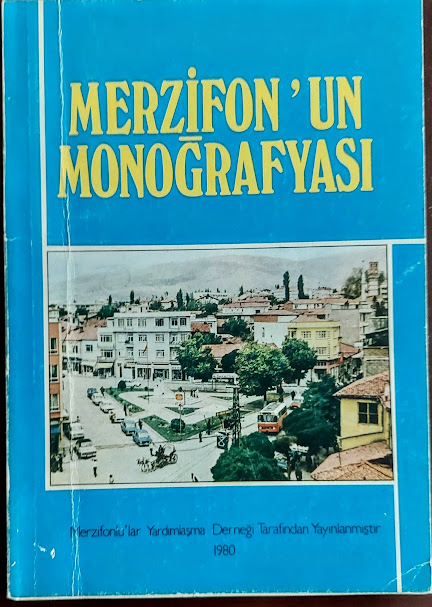 MERZİFON'UN
MONOĞRAFYASI
Merzifonlu'lar Yardımlaşma Derneği Tarafından Yayınlanmıştır
1980